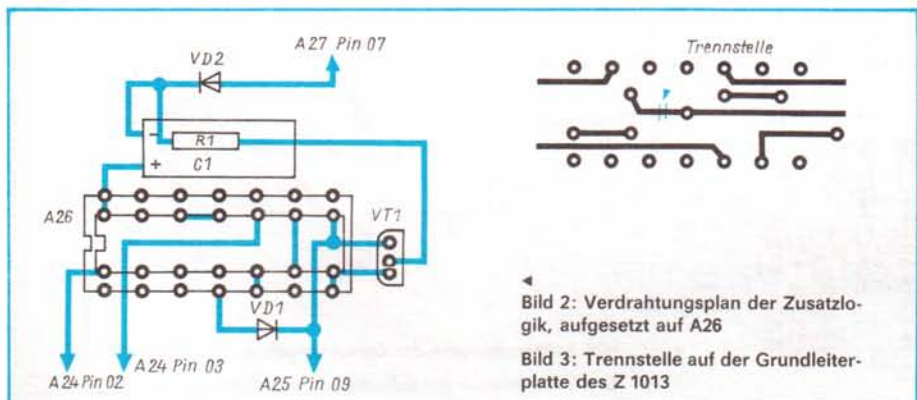 A27 Pin 07
VD2
Trennstelle
−
R1
+
C1
A26
VT1
VD1
A24 Pin 02
A24 Pin 03
A25 Pin 09
Bild 2: Verdrahtungsplan der Zusatzlo-
gik, aufgesetzt auf A26
Bild 3: Trennstelle auf der Grundleiter-
platte des Z 1013